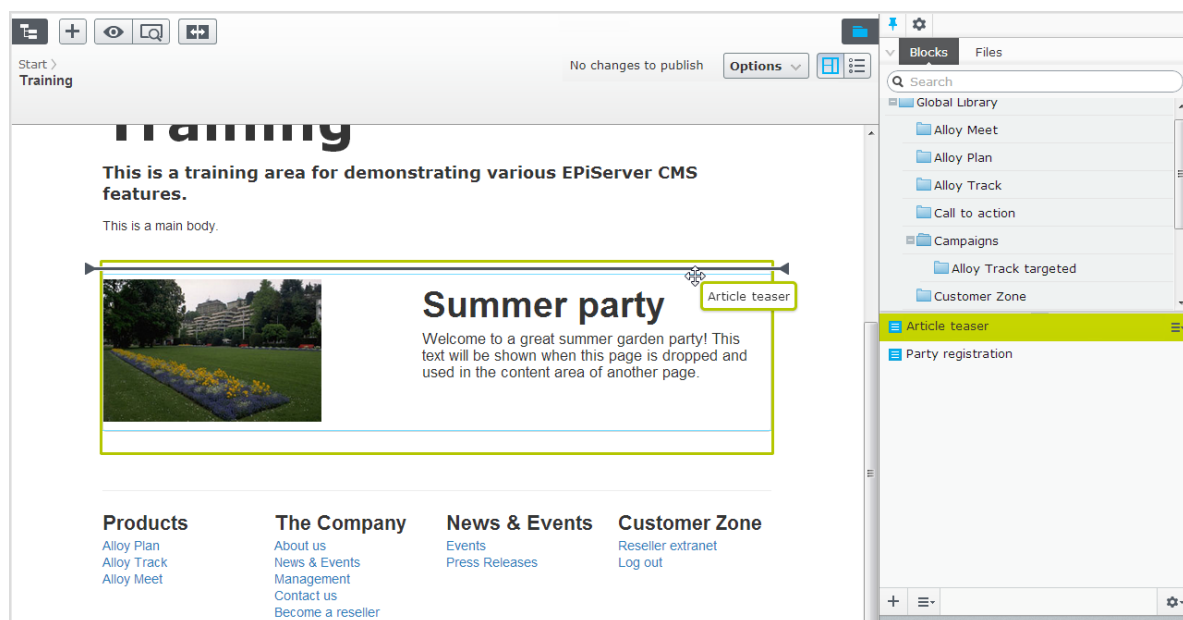 Start >
Training
No changes to publish
Options
Training
This is a training area for demonstrating various EPiServer CMS
features.
This is a main body.
Summer party
Article teaser
Welcome to a great summer garden party! This
text will be shown when this page is dropped and
used in the content area of another page.
Products
Alloy Plan
Alloy Track
Alloy Meet
The Company
About us
News & Events
Management
Contact us
Become a reseller
News & Events
Events
Press Releases
Customer Zone
Reseller extranet
Log out
Blocks
Files
Search
Global Library
Alloy Meet
Alloy Plan
Alloy Track
Call to action
Campaigns
Alloy Track targeted
Customer Zone
Article teaser
Party registration